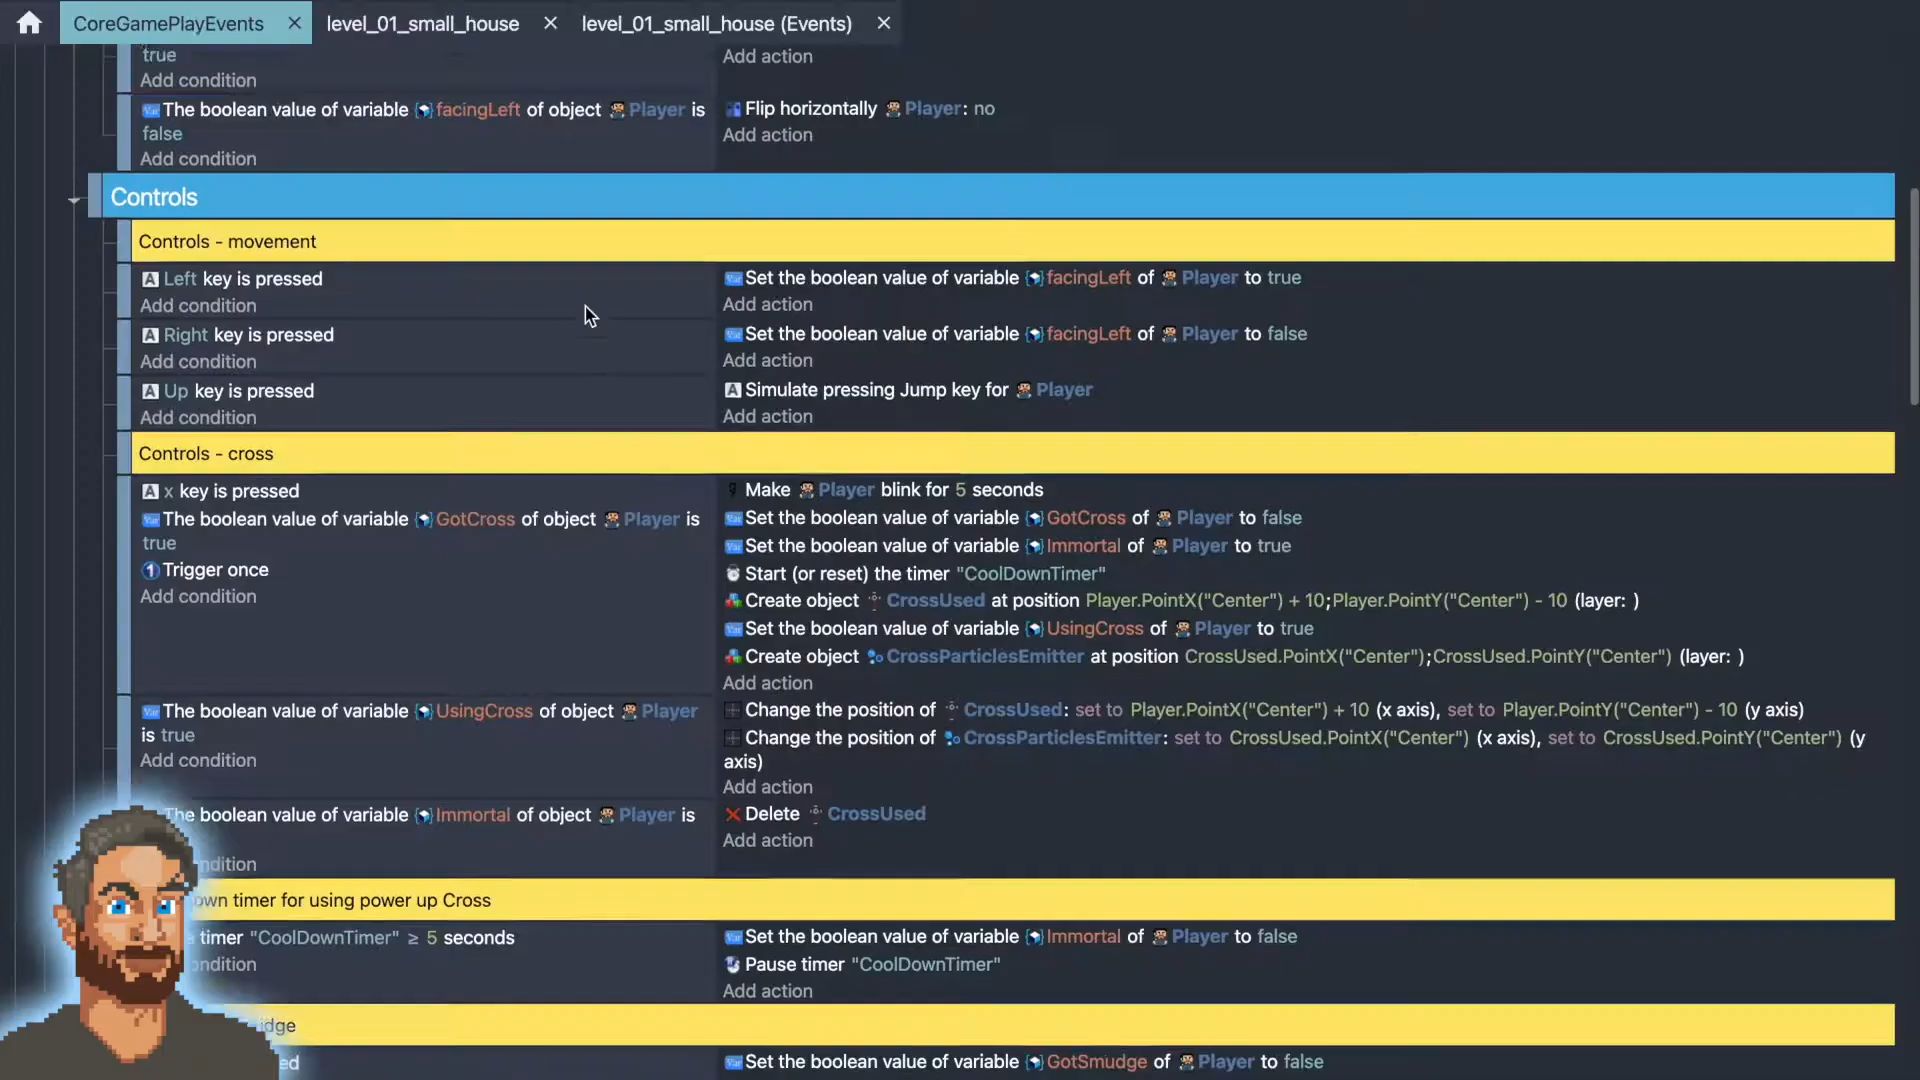 CoreGamePlayEvents
level_01_small_house
level_01_small_house (Events)
true
Add condition
Add action
The boolean value of variable facingLeft of object Player is
false
Add condition
Flip horizontally Player: no
Add action
Controls
Controls - movement
Left key is pressed
Add condition
Set the boolean value of variable facingLeft of Player to true
Add action
Right key is pressed
Add condition
Set the boolean value of variable facingLeft of Player to false
Add action
Up key is pressed
Add condition
Simulate pressing Jump key for Player
Add action
Controls - cross
x key is pressed
The boolean value of variable GotCross of object Player is
true
Trigger once
Add condition
Make Player blink for 5 seconds
Set the boolean value of variable GotCross of Player to false
Set the boolean value of variable Immortal of Player to true
Start (or reset) the timer "CoolDownTimer"
Create object CrossUsed at position Player.PointX("Center") + 10;Player.PointY("Center") - 10 (layer: )
Set the boolean value of variable UsingCross of Player to true
Create object CrossParticlesEmitter at position CrossUsed.PointX("Center");CrossUsed.PointY("Center") (layer: )
Add action
The boolean value of variable UsingCross of object Player
is true
Add condition
Change the position of CrossUsed: set to Player.PointX("Center") + 10 (x axis), set to Player.PointY("Center") - 10 (y axis)
Change the position of CrossParticlesEmitter: set to CrossUsed.PointX("Center") (x axis), set to CrossUsed.PointY("Center") (y
axis)
Add action
The boolean value of variable Immortal of object Player is
ndition
Delete CrossUsed
Add action
own timer for using power up Cross
timer "CoolDownTimer" ≥ 5 seconds
ondition
Set the boolean value of variable Immortal of Player to false
Pause timer "CoolDownTimer"
Add action
idge
ed
Set the boolean value of variable GotSmudge of Player to false